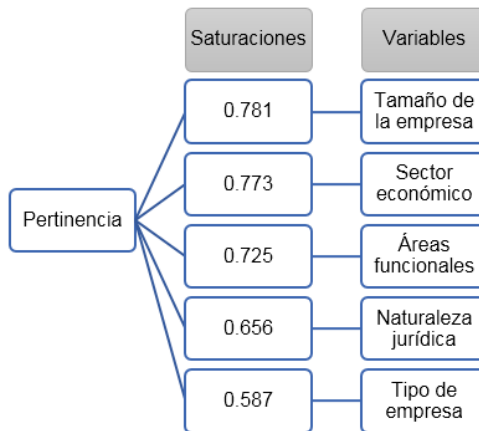 Saturaciones
Variables
Pertinencia
0.781
Tamaño de
la empresa
0.773
Sector
económico
0.725
Áreas
funcionales
0.656
Naturaleza
jurídica
0.587
Tipo de
empresa